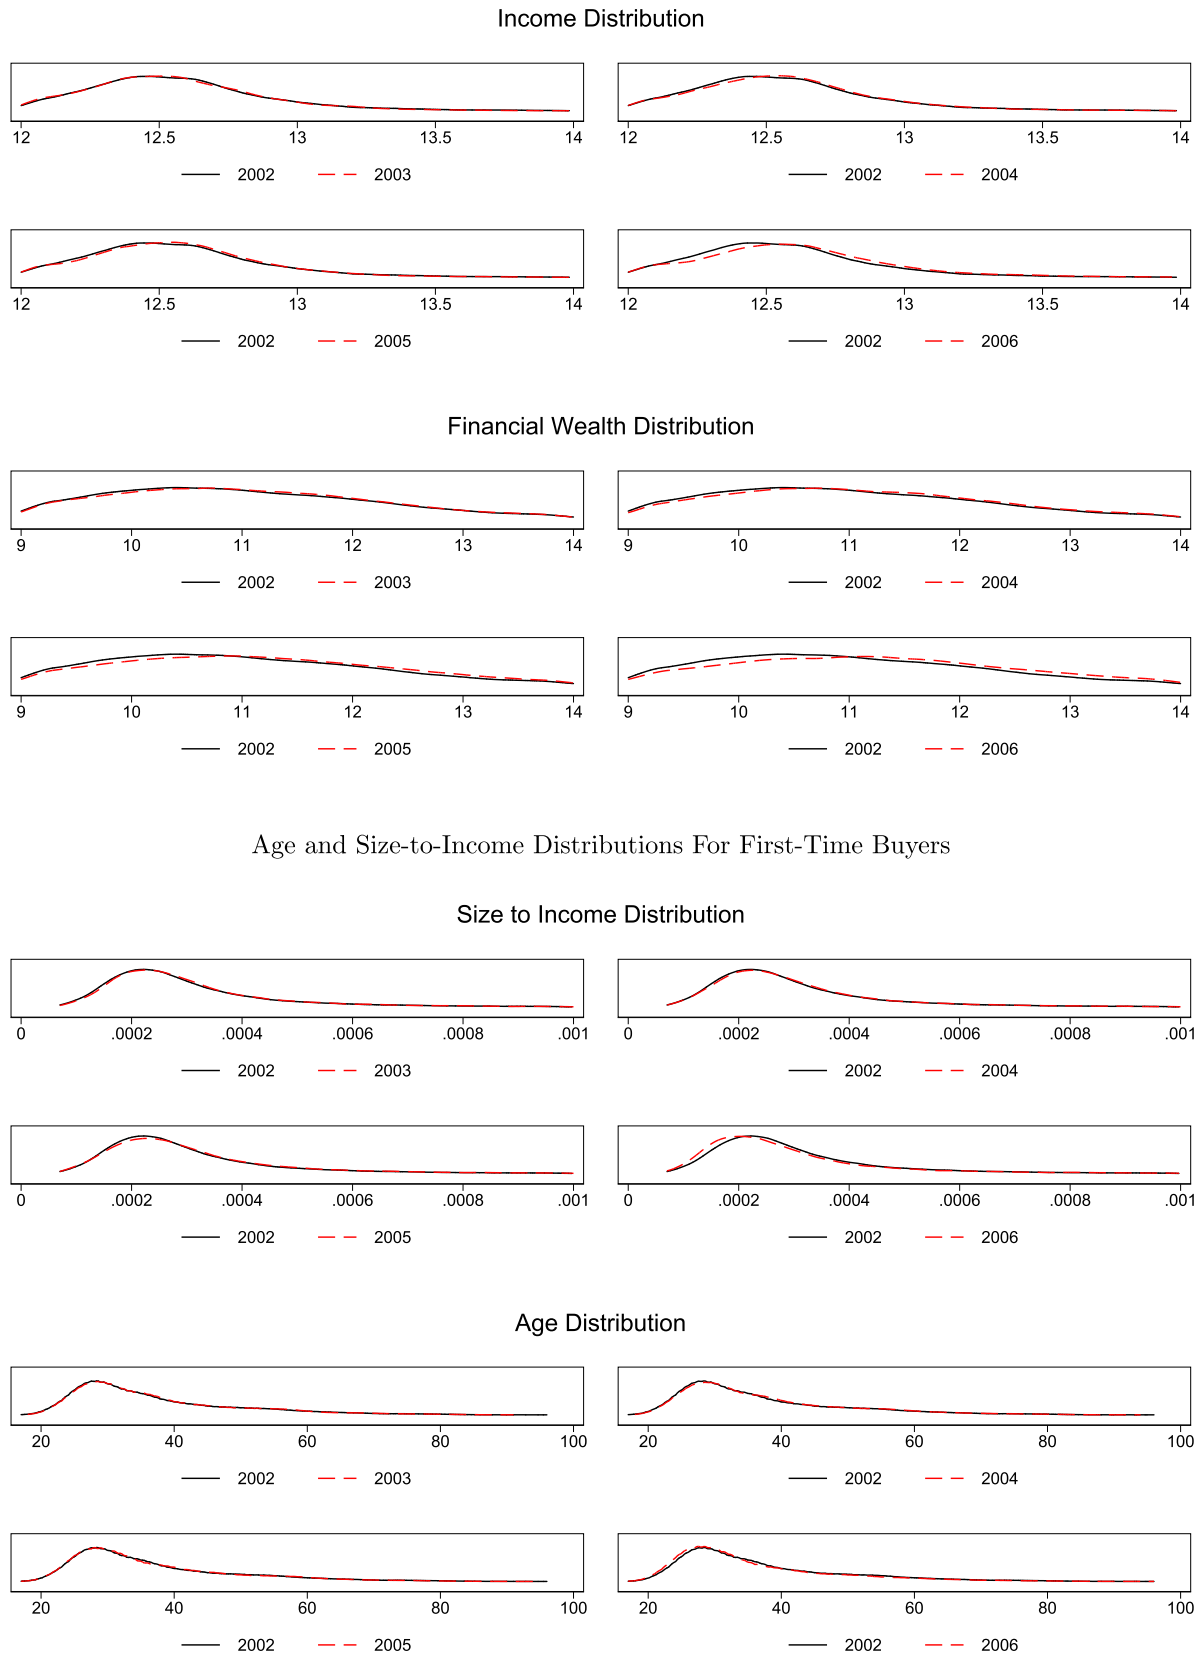 Income Distribution
12 12.5 13 13.5 14
12 12.5 13 13.5 14
2002 2003
2002 2004
12 12.5 13 13.5 14
12 12.5 13 13.5 14
2002 2005
2002 2006
Financial Wealth Distribution
9 10 11 12 13 14
9 10 11 12 13 14
2002 2003
2002 2004
9 10 11 12 13 14
9 10 11 12 13 14
2002 2005
2002 2006
Age and Size-to-Income Distributions For First-Time Buyers
Size to Income Distribution
0 .0002 .0004 .0006 .0008 .001
0 .0002 .0004 .0006 .0008 .001
2002 2003
2002 2004
0 .0002 .0004 .0006 .0008 .001
0 .0002 .0004 .0006 .0008 .001
2002 2005
2002 2006
Age Distribution
20 40 60 80 100
20 40 60 80 100
2002 2003
2002 2004
20 40 60 80 100
20 40 60 80 100
2002 2005
2002 2006